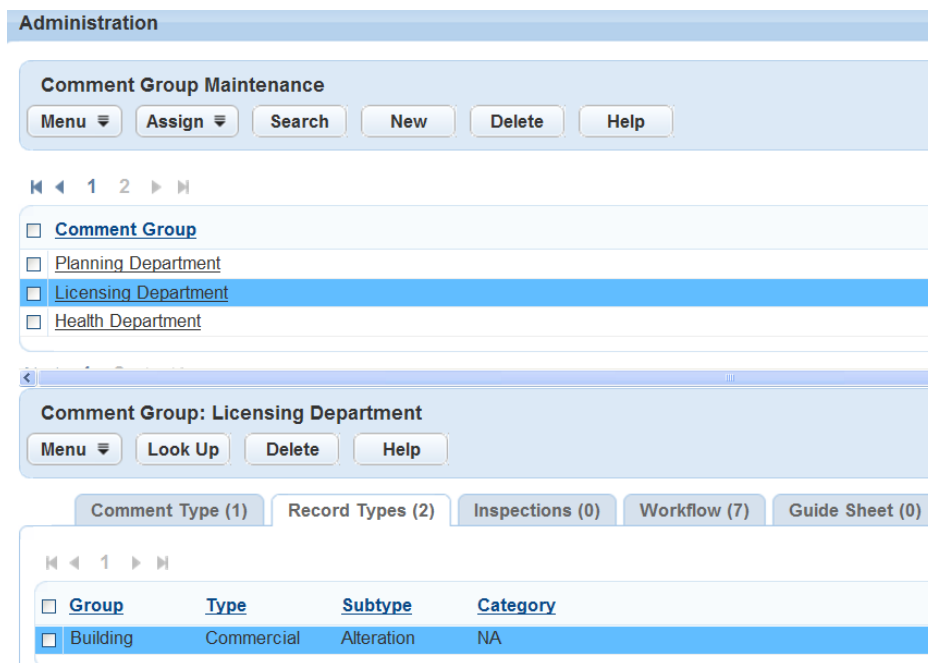 Administration
Comment Group Maintenance
Menu Assign Search New Delete Help
1 2
Comment Group
Planning Department
Licensing Department
Health Department
Comment Group: Licensing Department
Menu Look Up Delete Help
Comment Type (1) Record Types (2) Inspections (0) Workflow (7) Guide Sheet (0)
1
Group Type Subtype Category
Building Commercial Alteration NA